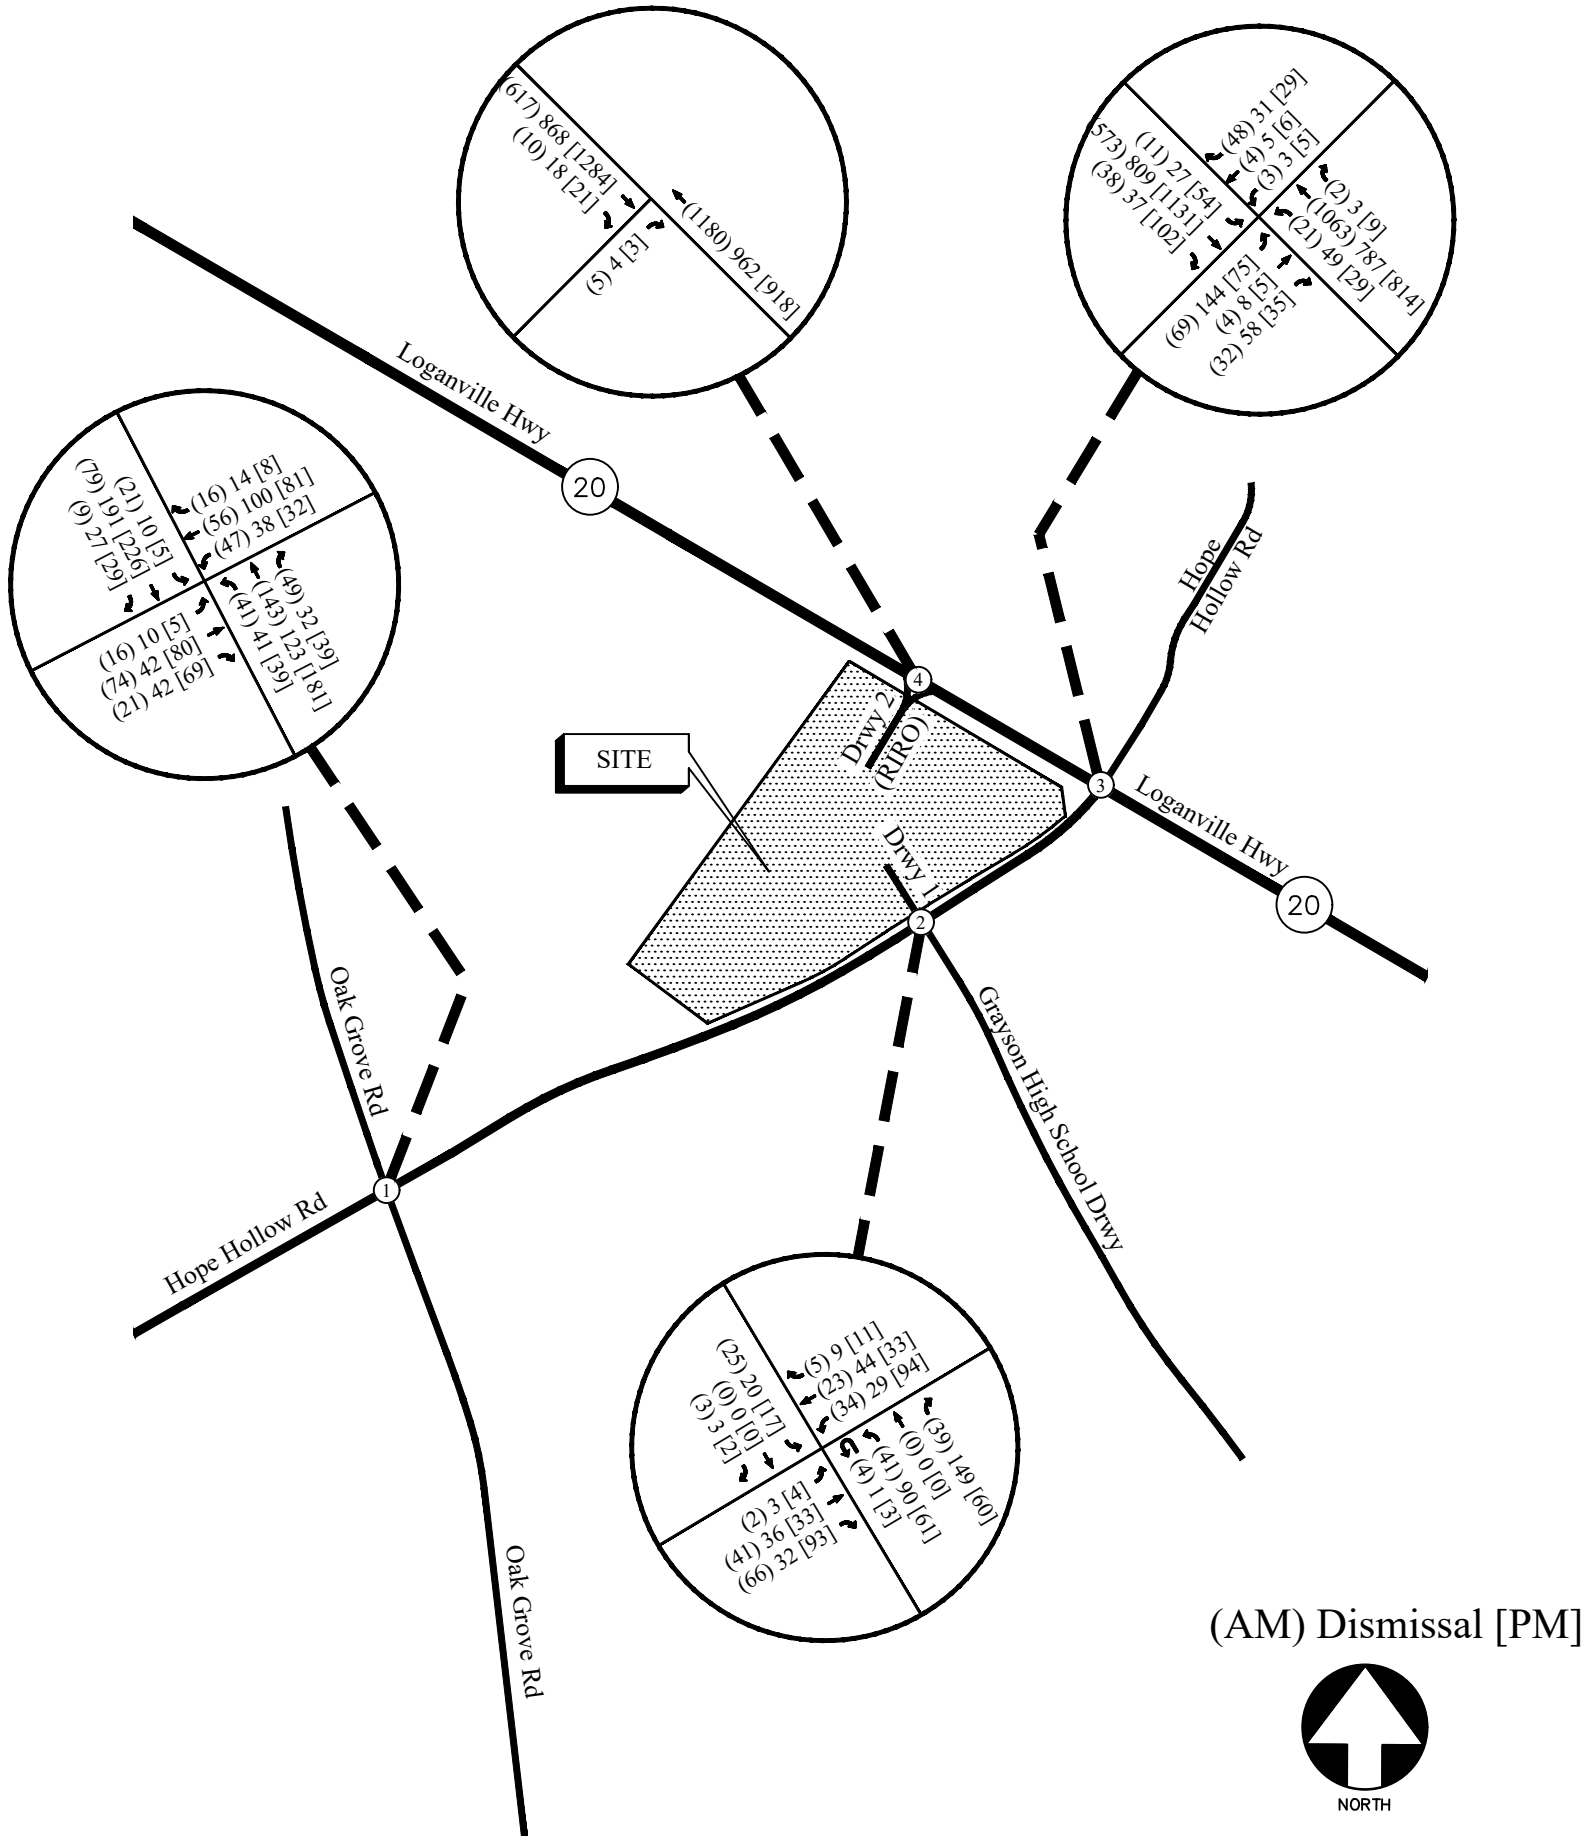 (617) 868 [1284]
(10) 18 [21]
(5) 4 [3]
(1180) 962 [918]
(48) 31 [29]
(4) 5 [6]
(3) 3 [5]
(11) 27 [54]
(573) 809 [1131]
(38) 37 [102]
(2) 3 [9]
(1063) 787 [814]
(21) 49 [29]
(69) 144 [75]
(4) 8 [5]
(32) 58 [35]
Loganville Hwy
20
(16) 14 [8]
(56) 100 [81]
(47) 38 [32]
(21) 10 [5]
(79) 191 [226]
(9) 27 [29]
(49) 32 [39]
(143) 123 [181]
(41) 41 [39]
(16) 10 [5]
(74) 42 [80]
(21) 42 [69]
Hope
Hollow Rd
4
Drwy 2
(RIRO)
SITE
3
Loganville Hwy
20
Drwy 1
2
Oak Grove Rd
Grayson High School Drwy
1
Hope Hollow Rd
(5) 9 [11]
(23) 44 [33]
(34) 29 [94]
(25) 20 [17]
(0) 0 [0]
(3) 3 [2]
(39) 149 [60]
(0) 0 [0]
(41) 90 [61]
(4) 1 [3]
(2) 3 [4]
(41) 36 [33]
(66) 32 [93]
Oak Grove Rd
(AM) Dismissal [PM]
NORTH